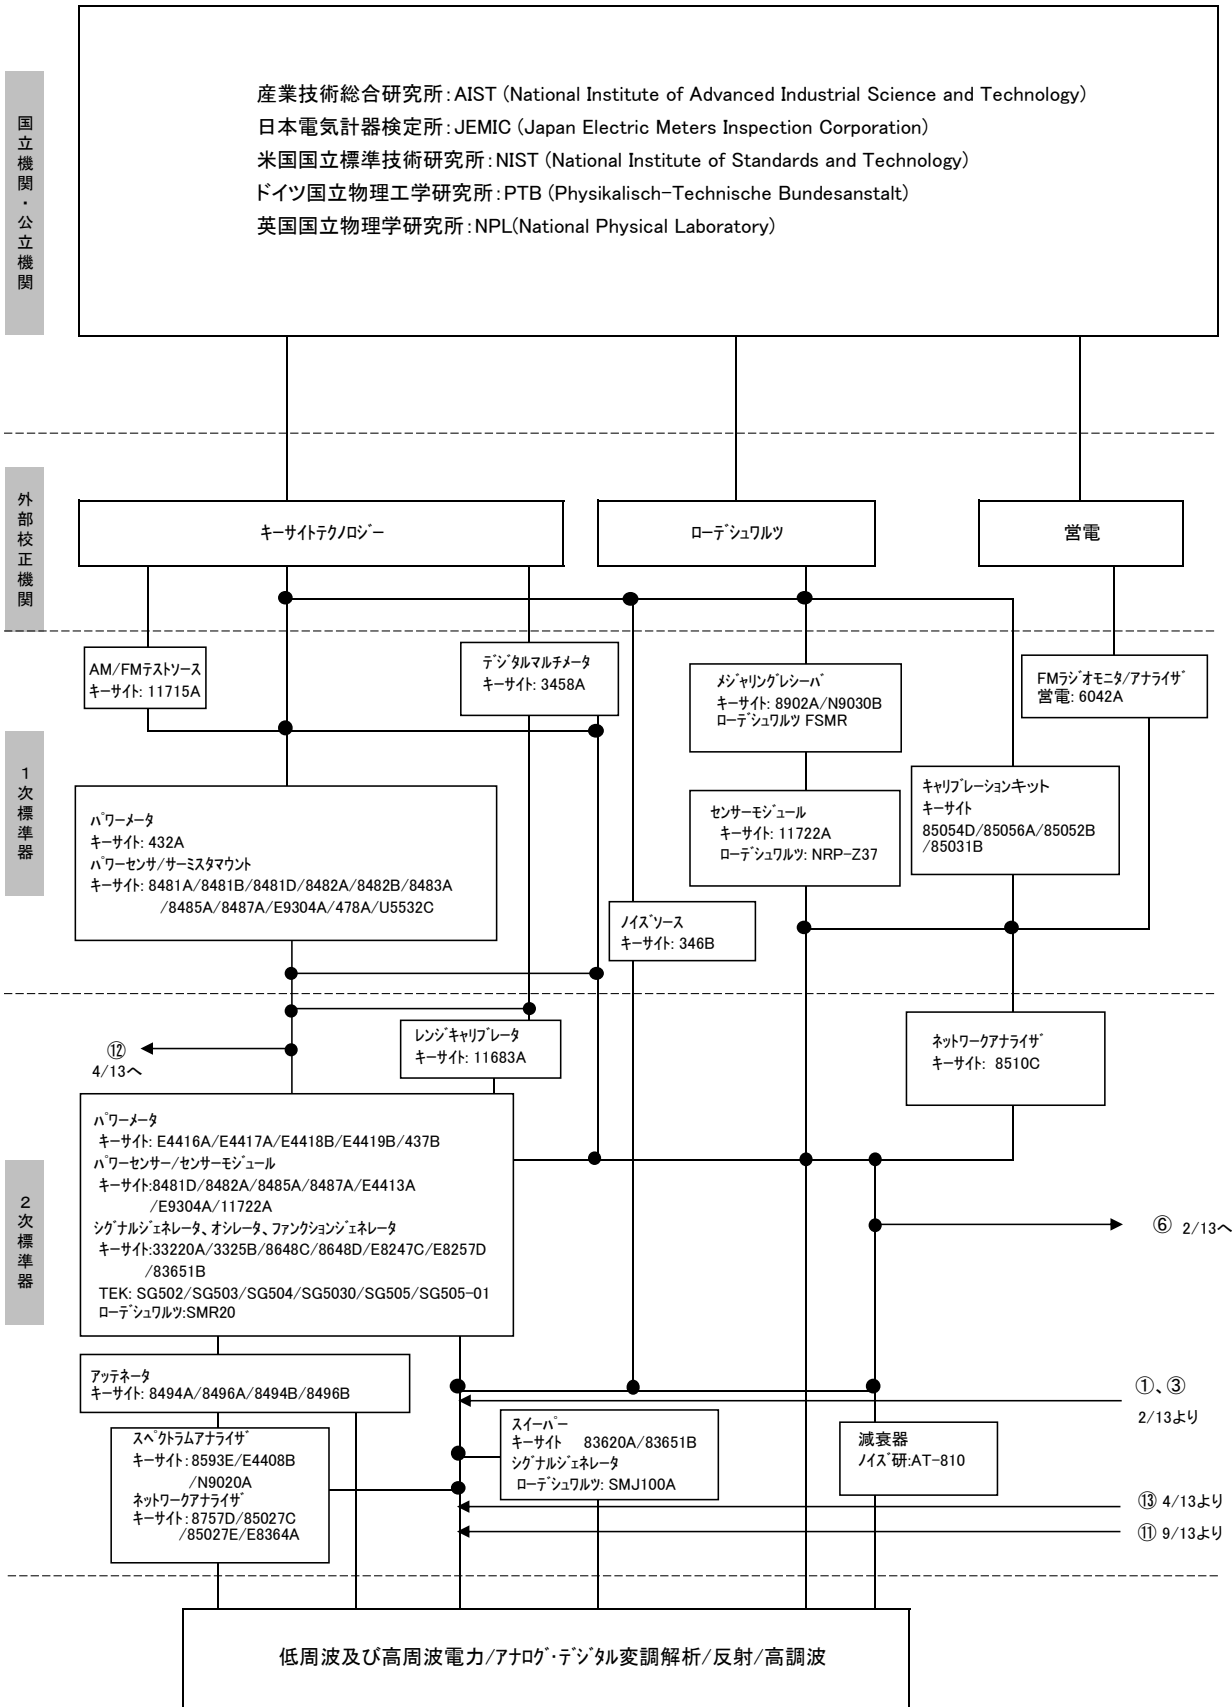 国立機関・公立機関
産業技術総合研究所：AIST (National Institute of Advanced Industrial Science and Technology)
日本電気計器検定所：JEMIC (Japan Electric Meters Inspection Corporation)
米国国立標準技術研究所：NIST (National Institute of Standards and Technology)
ドイツ国立物理工学研究所：PTB (Physikalisch-Technische Bundesanstalt)
英国国立物理学研究所：NPL(National Physical Laboratory)
外部校正機関
キーサイトテクノロジー
ローデシュワルツ
営電
1次標準器
AM/FMテストソース
キーサイト: 11715A
デジタルマルチメータ
キーサイト: 3458A
メジャリングレシーバ
キーサイト: 8902A/N9030B
ローデシュワルツ FSMR
FMラジオモニタ/アナライザ
営電: 6042A
パワーメータ
キーサイト: 432A
パワーセンサ/サーミスタマウント
キーサイト: 8481A/8481B/8481D/8482A/8482B/8483A
/8485A/8487A/E9304A/478A/U5532C
センサーモジュール
キーサイト: 11722A
ローデシュワルツ: NRP-Z37
キャリブレーションキット
キーサイト
85054D/85056A/85052B
/85031B
ノイズソース
キーサイト: 346B
2次標準器
⑫
4/13へ
レンジキャリブレータ
キーサイト: 11683A
ネットワークアナライザ
キーサイト: 8510C
パワーメータ
キーサイト: E4416A/E4417A/E4418B/E4419B/437B
パワーセンサー/センサーモジュール
キーサイト:8481D/8482A/8485A/8487A/E4413A
/E9304A/11722A
シグナルジェネレータ、オシレータ、ファンクションジェネレータ
キーサイト:33220A/3325B/8648C/8648D/E8247C/E8257D
/83651B
TEK: SG502/SG503/SG504/SG5030/SG505/SG505-01
ローデシュワルツ:SMR20
⑥ 2/13へ
アッテネータ
キーサイト: 8494A/8496A/8494B/8496B
①、③
2/13より
スペクトラムアナライザ
キーサイト: 8593E/E4408B
/N9020A
ネットワークアナライザ
キーサイト: 8757D/85027C
/85027E/E8364A
スイーパー
キーサイト 83620A/83651B
シグナルジェネレータ
ローデシュワルツ: SMJ100A
減衰器
ノイズ研:AT-810
⑬ 4/13より
⑪ 9/13より
低周波及び高周波電力/アナログ・デジタル変調解析/反射/高調波